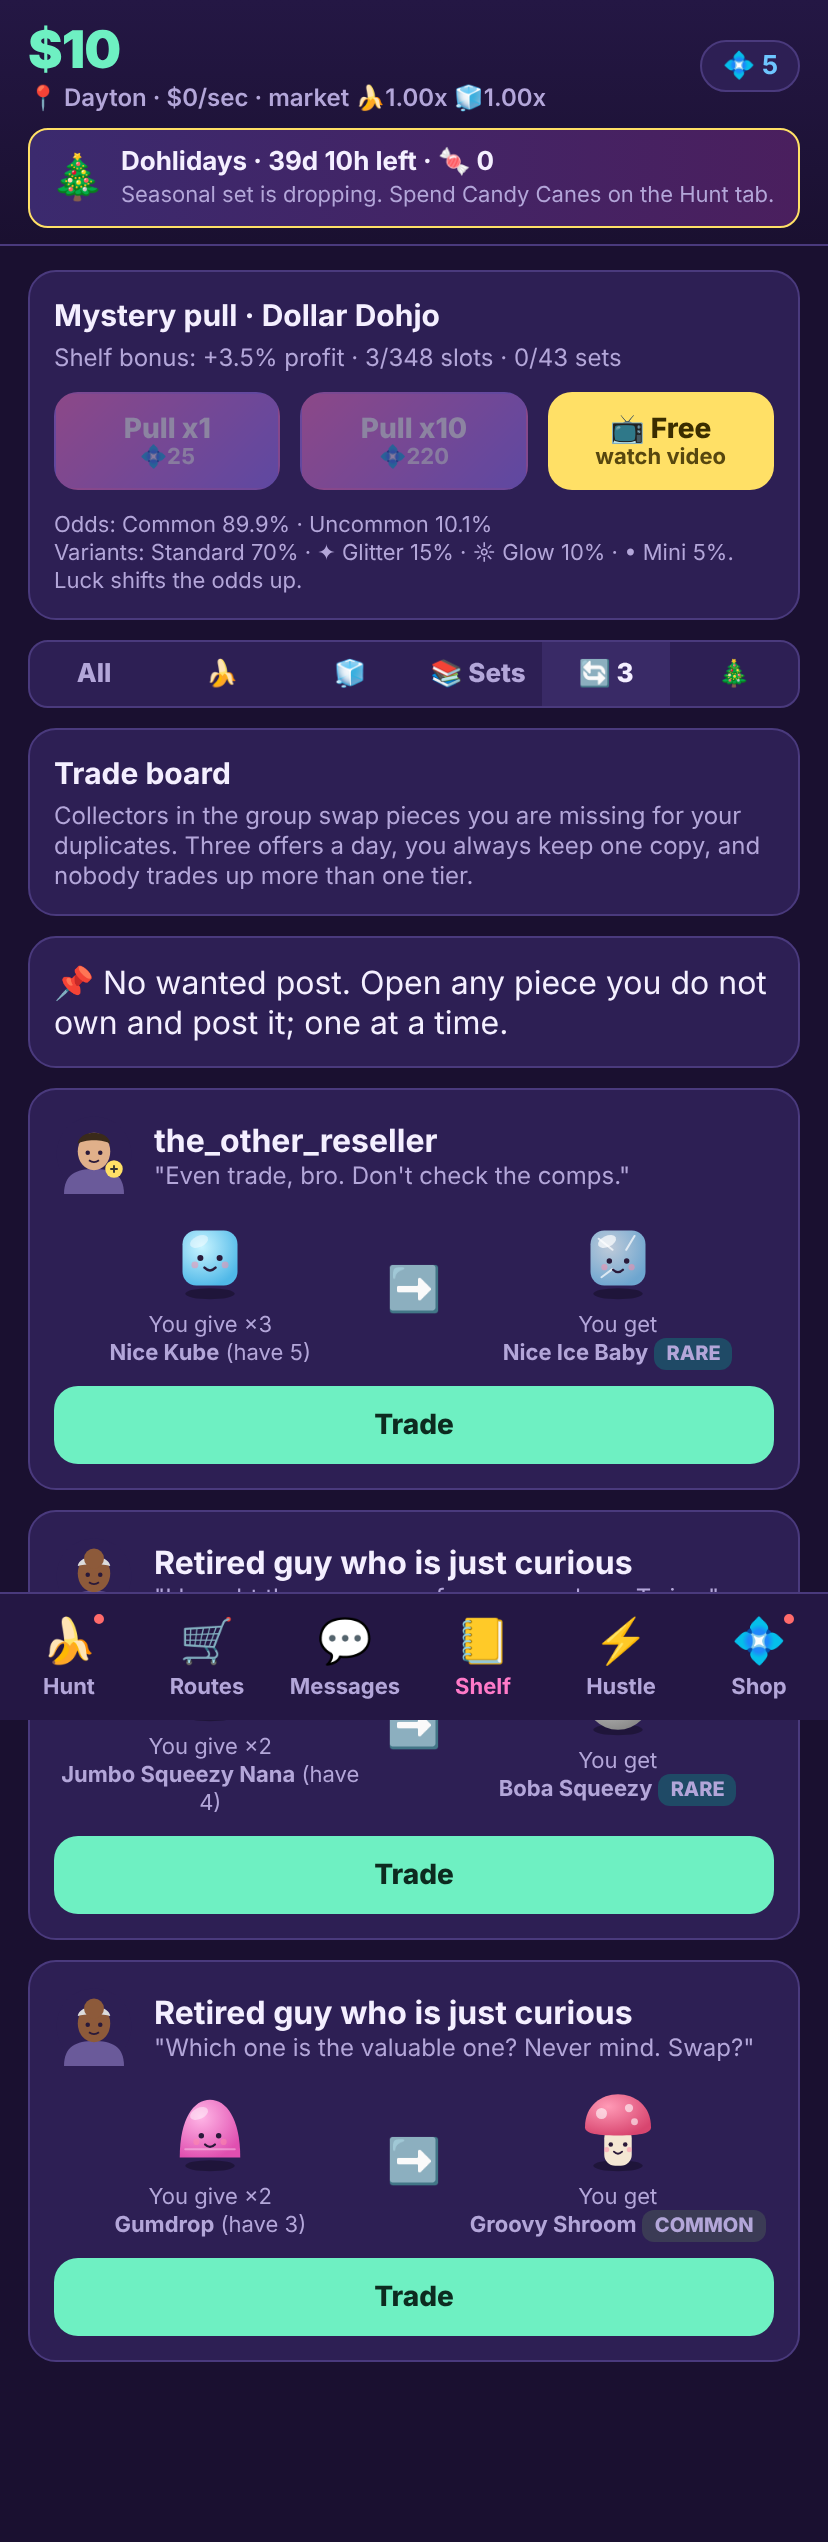 $10
5
Dayton · $0/sec · market 🍌1.00x 🧊1.00x
Dohlidays · 39d 10h left · 🍬 0
Seasonal set is dropping. Spend Candy Canes on the Hunt tab.
Mystery pull · Dollar Dohjo
Shelf bonus: +3.5% profit · 3/348 slots · 0/43 sets
Pull x1
25
Pull x10
220
Free
watch video
Odds: Common 89.9% · Uncommon 10.1%
Variants: Standard 70% · ✦ Glitter 15% · ☼ Glow 10% · • Mini 5%.
Luck shifts the odds up.
All
Sets
3
Trade board
Collectors in the group swap pieces you are missing for your
duplicates. Three offers a day, you always keep one copy, and
nobody trades up more than one tier.
📌 No wanted post. Open any piece you do not
own and post it; one at a time.
the_other_reseller
"Even trade, bro. Don't check the comps."
You give ×3
Nice Kube (have 5)
You get
Nice Ice Baby RARE
Trade
Retired guy who is just curious
Hunt
Routes
Messages
Shelf
Hustle
Shop
You give ×2
Jumbo Squeezy Nana (have
4)
You get
Boba Squeezy RARE
Trade
Retired guy who is just curious
"Which one is the valuable one? Never mind. Swap?"
You give ×2
Gumdrop (have 3)
You get
Groovy Shroom COMMON
Trade